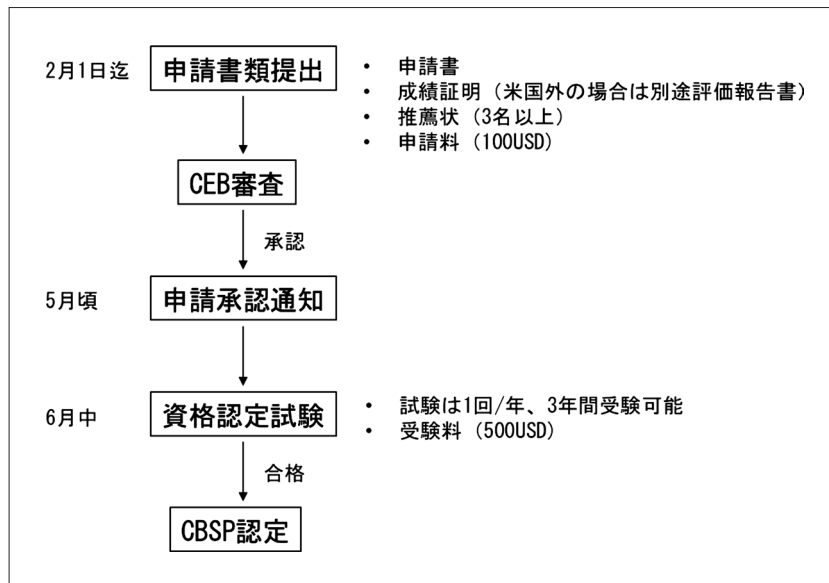 2月1日迄
申請書類提出
・ 申請書
・ 成績証明（米国外の場合は別途評価報告書）
・ 推薦状（3名以上）
・ 申請料（100USD）
CEB審査
承認
5月頃
申請承認通知
6月中
資格認定試験
・ 試験は1回/年、3年間受験可能
・ 受験料（500USD）
合格
CBSP認定